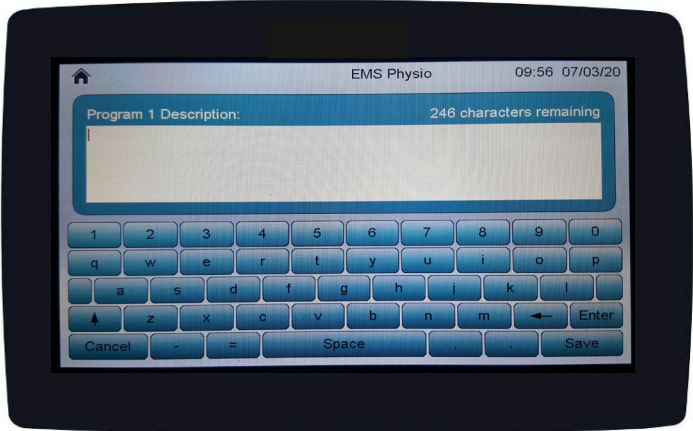 EMS Physio 09:56 07/03/20
Program 1 Description: 246 characters remaining
1 2 3 4 5 6 7 8 9 0
q w e r t y u i o p
a s d f g h j k l
z x c v b n m Enter
Cancel - = Space , . Save